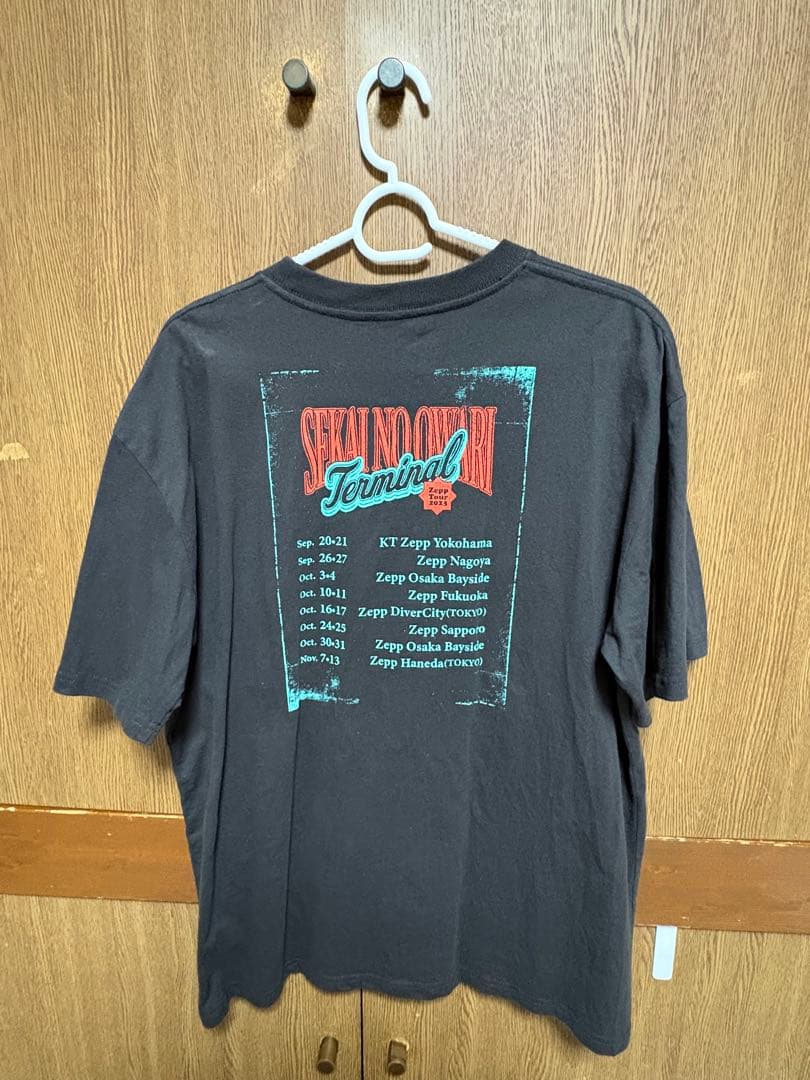 SEKAI NO OWARI
Terminal
Zepp
Tour
2023
Sep. 20•21 KT Zepp Yokohama
Sep. 26•27 Zepp Nagoya
Oct. 3•4 Zepp Osaka Bayside
Oct. 10•11 Zepp Fukuoka
Oct. 16•17 Zepp DiverCity(TOKYO)
Oct. 24•25 Zepp Sapporo
Oct. 30•31 Zepp Osaka Bayside
Nov. 7•13 Zepp Haneda(TOKYO)